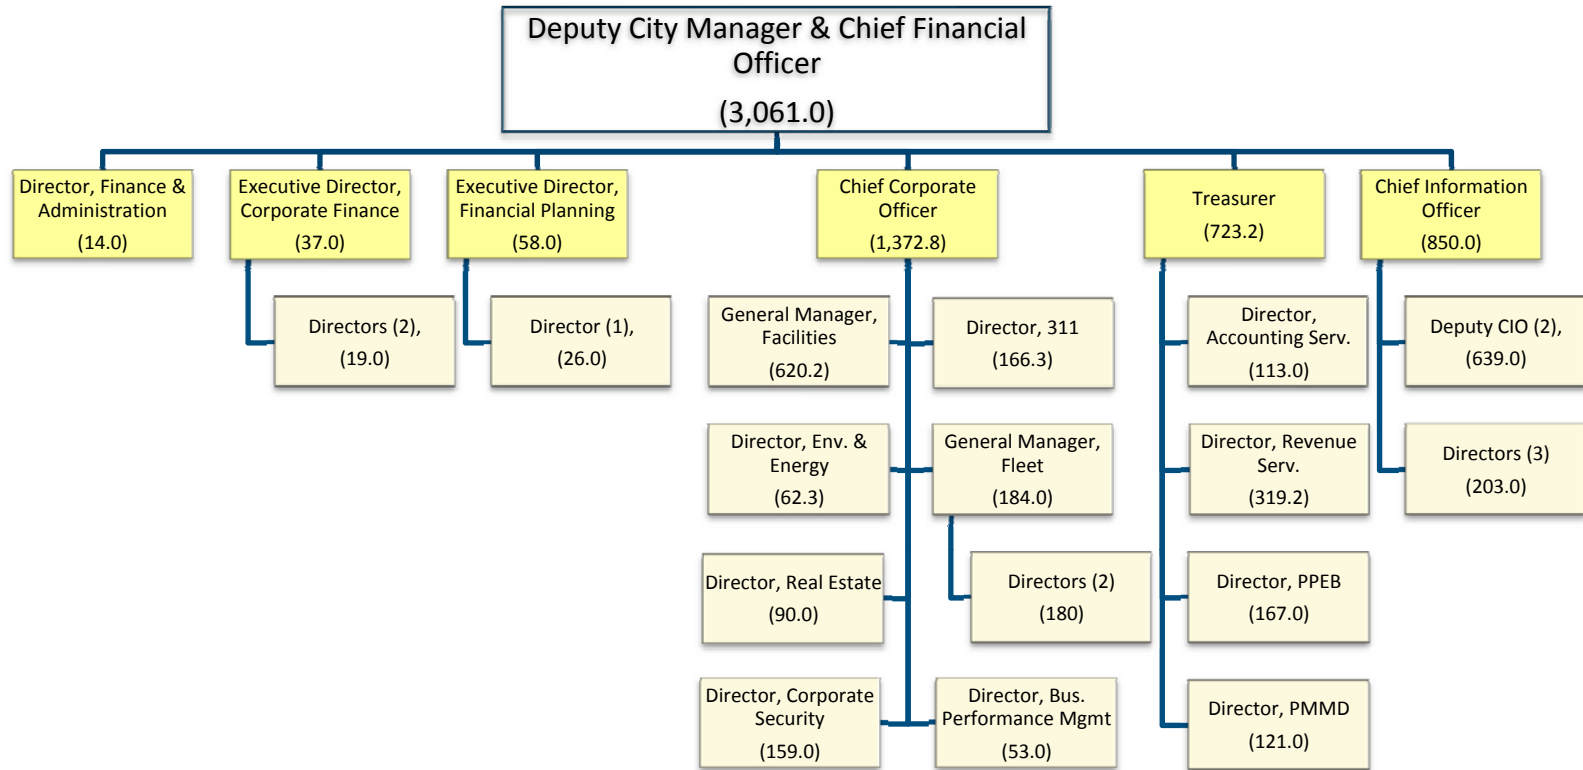 Deputy City Manager & Chief Financial
Officer
(3,061.0)
Director, Finance &
Administration
(14.0)
Executive Director,
Corporate Finance
(37.0)
Executive Director,
Financial Planning
(58.0)
Chief Corporate
Officer
(1,372.8)
Treasurer
(723.2)
Chief Information
Officer
(850.0)
Directors (2),
(19.0)
Director (1),
(26.0)
General Manager,
Facilities
(620.2)
Director, 311
(166.3)
Director,
Accounting Serv.
(113.0)
Deputy CIO (2),
(639.0)
Director, Env. &
Energy
(62.3)
General Manager,
Fleet
(184.0)
Director, Revenue
Serv.
(319.2)
Directors (3)
(203.0)
Director, Real Estate
(90.0)
Directors (2)
(180)
Director, PPEB
(167.0)
Director, Corporate
Security
(159.0)
Director, Bus.
Performance Mgmt
(53.0)
Director, PMMD
(121.0)